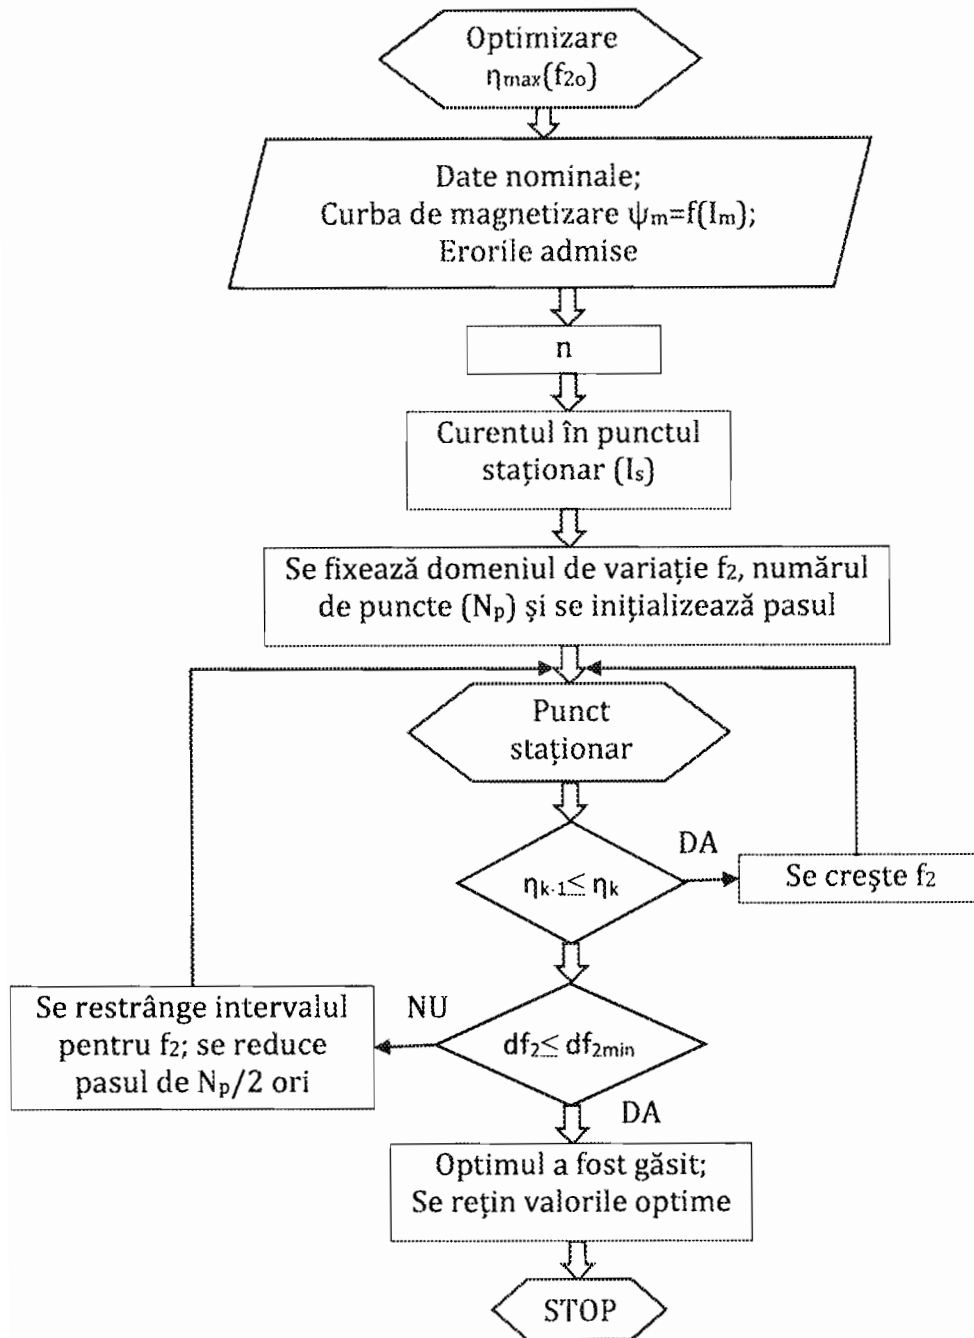 Optimizare
ηmax(f2o)
Date nominale;
Curba de magnetizare ψm=f(Im);
Erorile admise
n
Curentul în punctul
staționar (Is)
Se fixează domeniul de variație f2, numărul
de puncte (Np) și se inițializează pasul
Punct
staționar
DA
ηk-1≤ ηk
Se crește f2
Se restrânge intervalul
pentru f2; se reduce
pasul de Np/2 ori
NU
df2≤ df2min
DA
Optimul a fost găsit;
Se rețin valorile optime
STOP